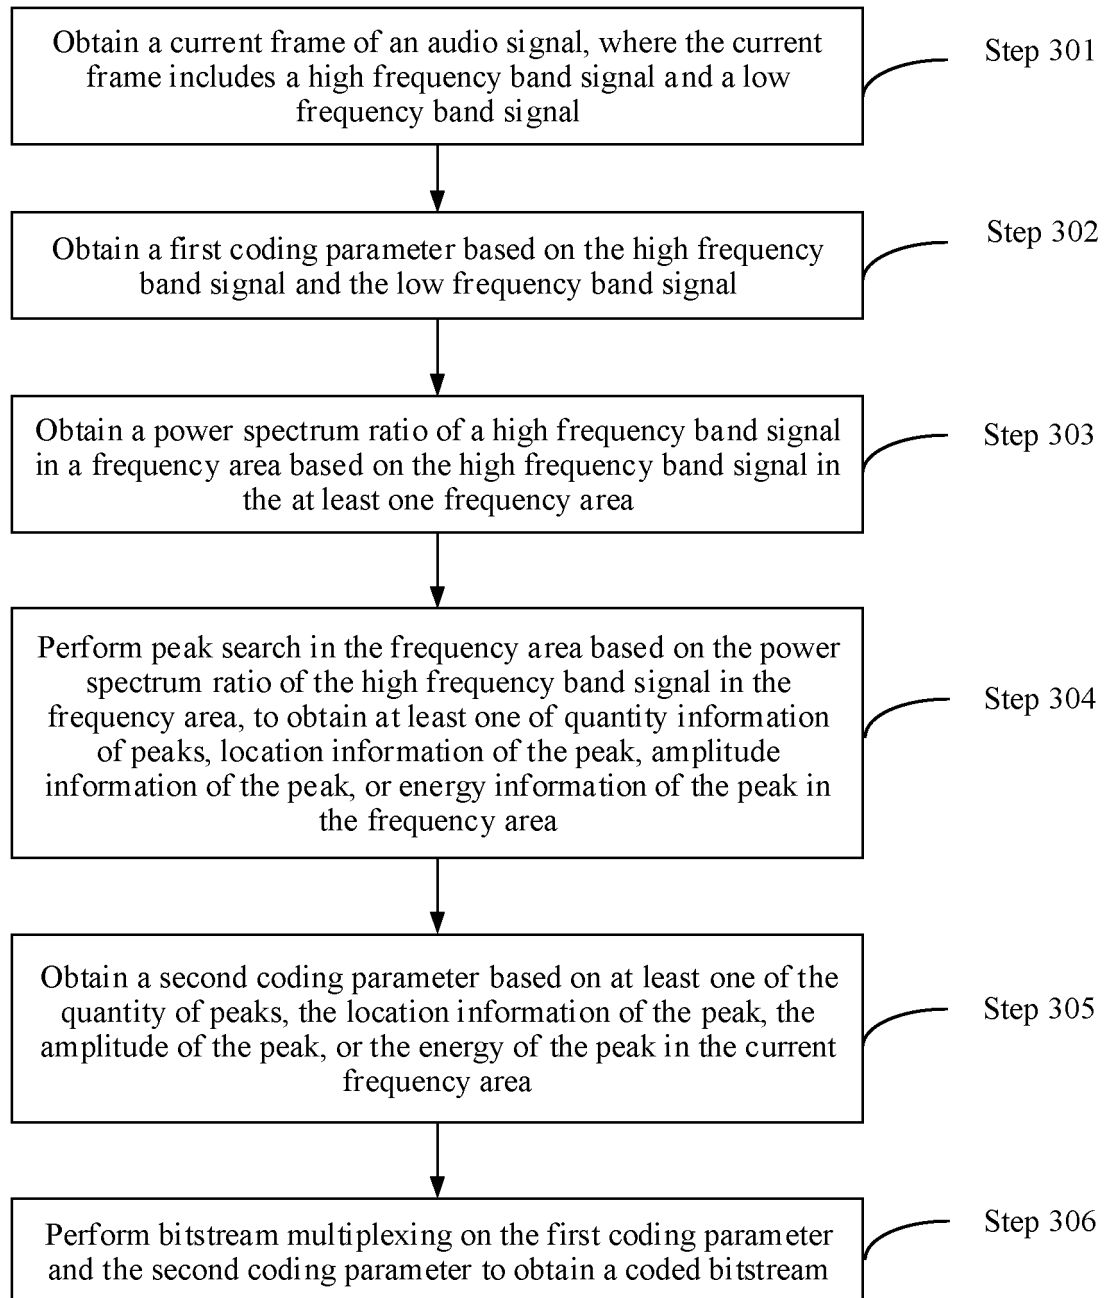 Obtain a current frame of an audio signal, where the current
frame includes a high frequency band signal and a low
frequency band signal
Step 301
Obtain a first coding parameter based on the high frequency
band signal and the low frequency band signal
Step 302
Obtain a power spectrum ratio of a high frequency band signal
in a frequency area based on the high frequency band signal in
the at least one frequency area
Step 303
Perform peak search in the frequency area based on the power
spectrum ratio of the high frequency band signal in the
frequency area, to obtain at least one of quantity information
of peaks, location information of the peak, amplitude
information of the peak, or energy information of the peak in
the frequency area
Step 304
Obtain a second coding parameter based on at least one of the
quantity of peaks, the location information of the peak, the
amplitude of the peak, or the energy of the peak in the current
frequency area
Step 305
Perform bitstream multiplexing on the first coding parameter
and the second coding parameter to obtain a coded bitstream
Step 306